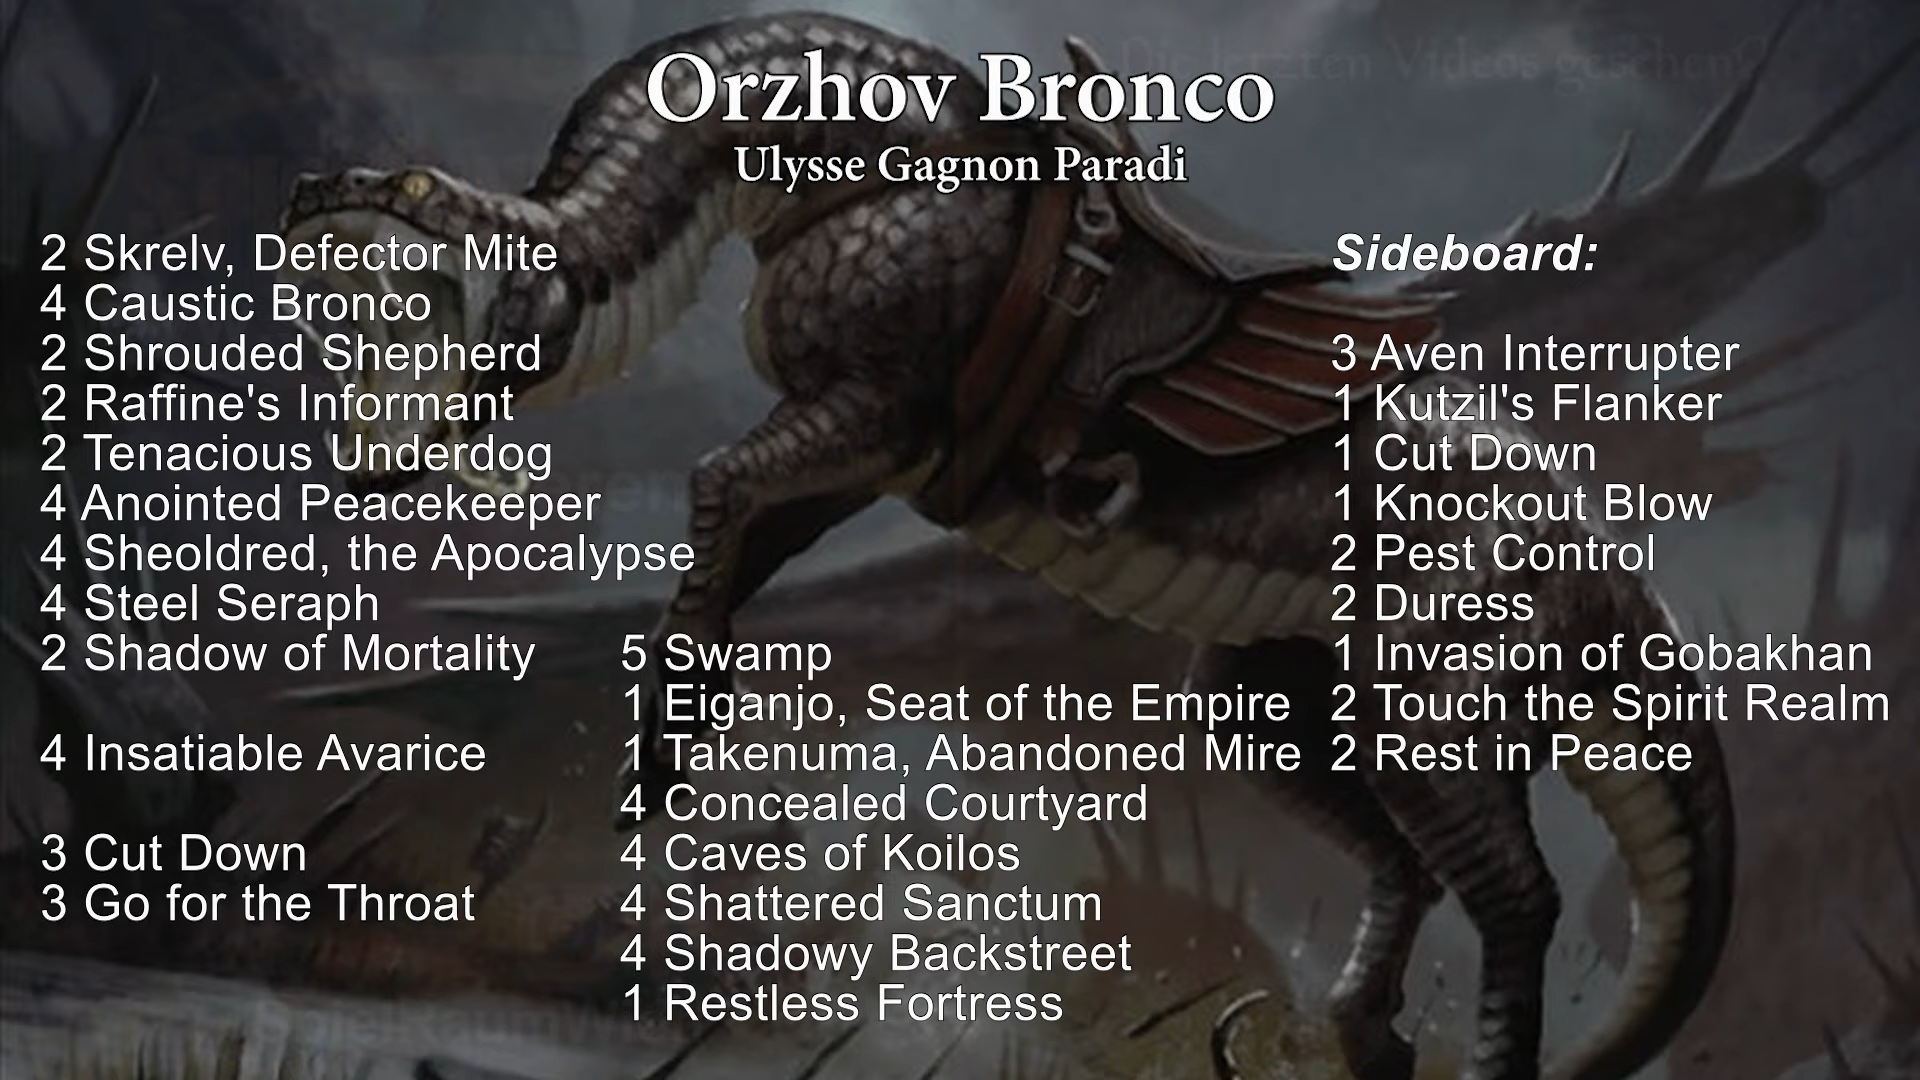 Orzhov Bronco
Ulysse Gagnon Paradi
2 Skrelv, Defector Mite
4 Caustic Bronco
2 Shrouded Shepherd
2 Raffine's Informant
2 Tenacious Underdog
4 Anointed Peacekeeper
4 Sheoldred, the Apocalypse
4 Steel Seraph
2 Shadow of Mortality
4 Insatiable Avarice
3 Cut Down
3 Go for the Throat
5 Swamp
1 Eiganjo, Seat of the Empire
1 Takenuma, Abandoned Mire
4 Concealed Courtyard
4 Caves of Koilos
4 Shattered Sanctum
4 Shadowy Backstreet
1 Restless Fortress
Sideboard:
3 Aven Interrupter
1 Kutzil's Flanker
1 Cut Down
1 Knockout Blow
2 Pest Control
2 Duress
1 Invasion of Gobakhan
2 Touch the Spirit Realm
2 Rest in Peace
Die letzten Videos gesehen?